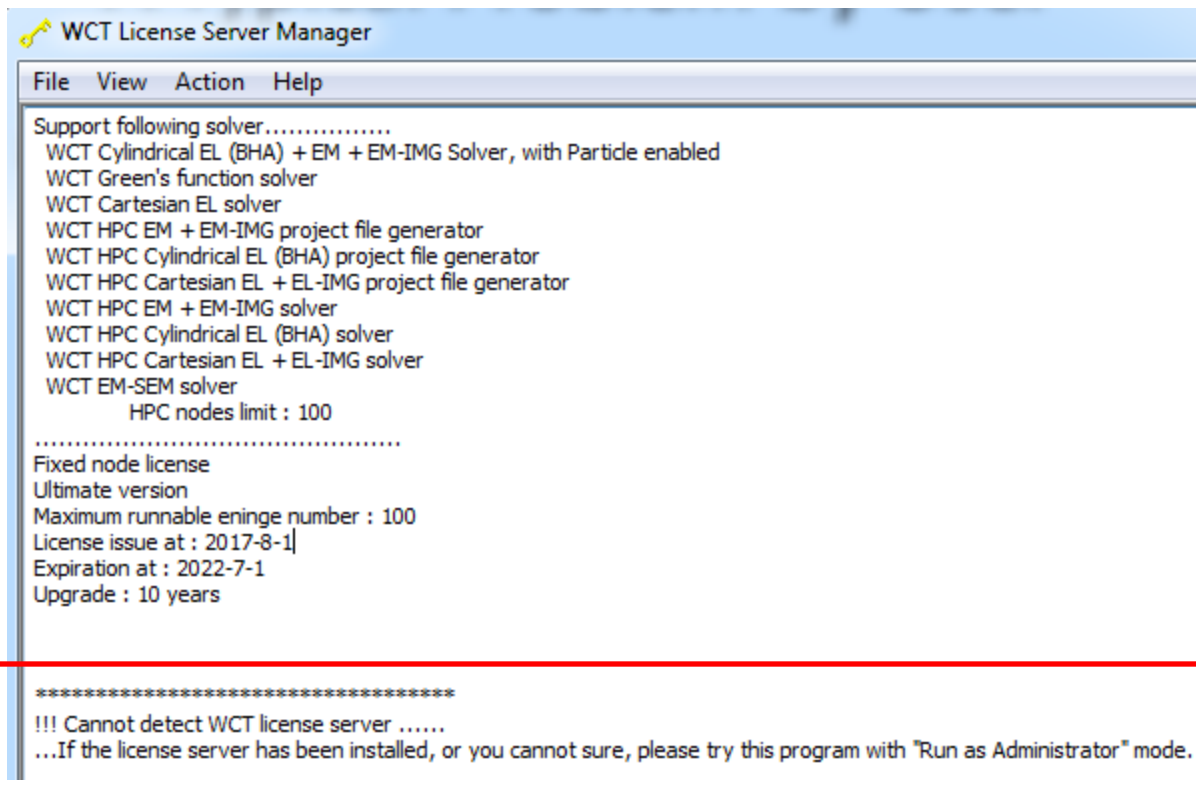 WCT License Server Manager
File View Action Help
Support following solver................
WCT Cylindrical EL (BHA) + EM + EM-IMG Solver, with Particle enabled
WCT Green's function solver
WCT Cartesian EL solver
WCT HPC EM + EM-IMG project file generator
WCT HPC Cylindrical EL (BHA) project file generator
WCT HPC Cartesian EL + EL-IMG project file generator
WCT HPC EM + EM-IMG solver
WCT HPC Cylindrical EL (BHA) solver
WCT HPC Cartesian EL + EL-IMG solver
WCT EM-SEM solver
HPC nodes limit : 100
..............................................
Fixed node license
Ultimate version
Maximum runnable eninge number : 100
License issue at : 2017-8-1
Expiration at : 2022-7-1
Upgrade : 10 years
***********************************
!!! Cannot detect WCT license server ......
...If the license server has been installed, or you cannot sure, please try this program with "Run as Administrator" mode.